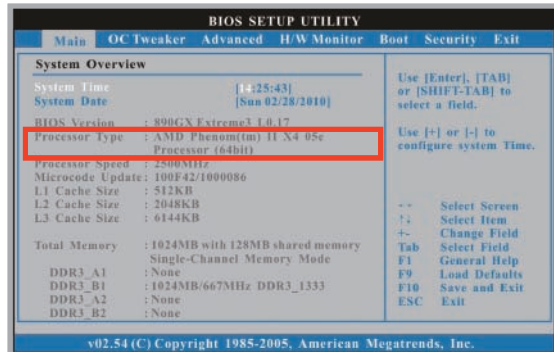 BIOS SETUP UTILITY
Main OC Tweaker Advanced H/W Monitor Boot Security Exit
System Overview
System Time [14:25:43]
System Date [Sun 02/28/2010]
BIOS Version : 890GX Extreme3 L0.17
Processor Type : AMD Phenom(tm) II X4 05e
Processor (64bit)
Processor Speed : 2500MHz
Microcode Update : 100F42/1000086
L1 Cache Size : 512KB
L2 Cache Size : 2048KB
L3 Cache Size : 6144KB
Total Memory : 1024MB with 128MB shared memory
Single-Channel Memory Mode
DDR3_A1 : None
DDR3_B1 : 1024MB/667MHz DDR3_1333
DDR3_A2 : None
DDR3_B2 : None
Use [Enter], [TAB]
or [SHIFT-TAB] to
select a field.
Use [+] or [-] to
configure system Time.
Select Screen
↑↓ Select Item
+- Change Field
Tab Select Field
F1 General Help
F9 Load Defaults
F10 Save and Exit
ESC Exit
v02.54 (C) Copyright 1985-2005, American Megatrends, Inc.